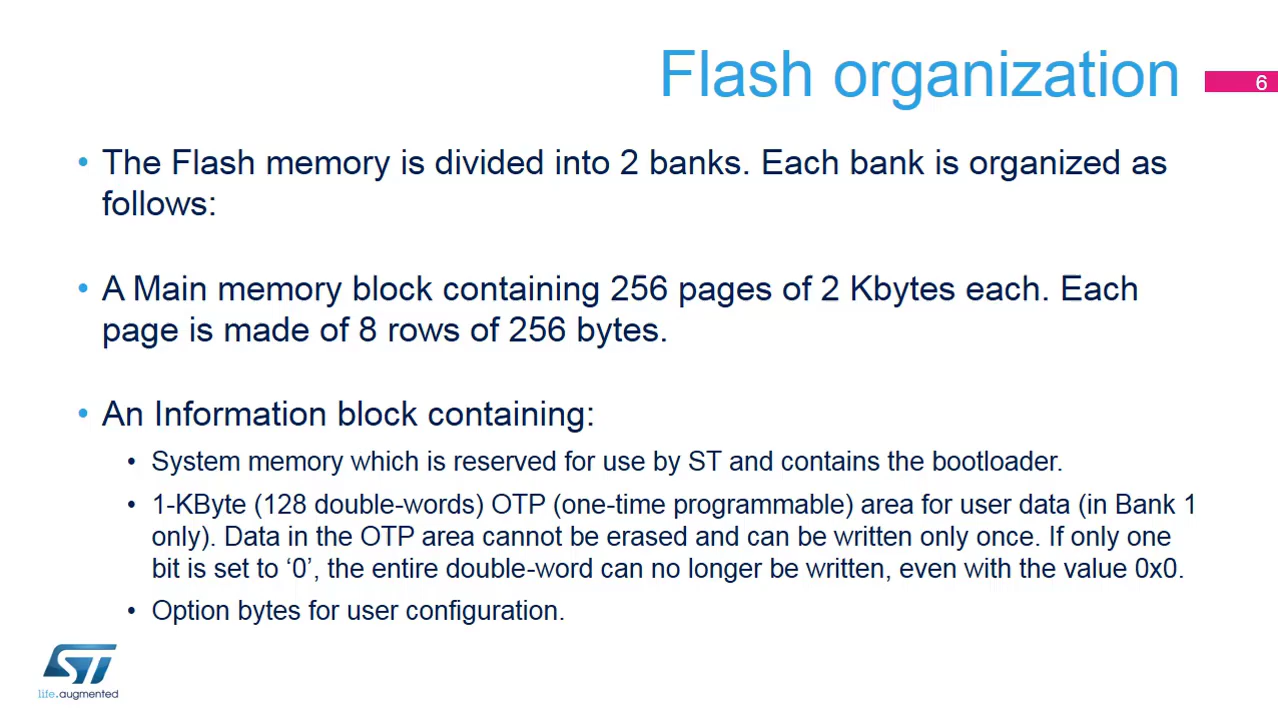 Flash organization
6
• The Flash memory is divided into 2 banks. Each bank is organized as
follows:
• A Main memory block containing 256 pages of 2 Kbytes each. Each
page is made of 8 rows of 256 bytes.
• An Information block containing:
• System memory which is reserved for use by ST and contains the bootloader.
• 1-KByte (128 double-words) OTP (one-time programmable) area for user data (in Bank 1
only). Data in the OTP area cannot be erased and can be written only once. If only one
bit is set to ‘0’, the entire double-word can no longer be written, even with the value 0x0.
• Option bytes for user configuration.
ST
life.augmented